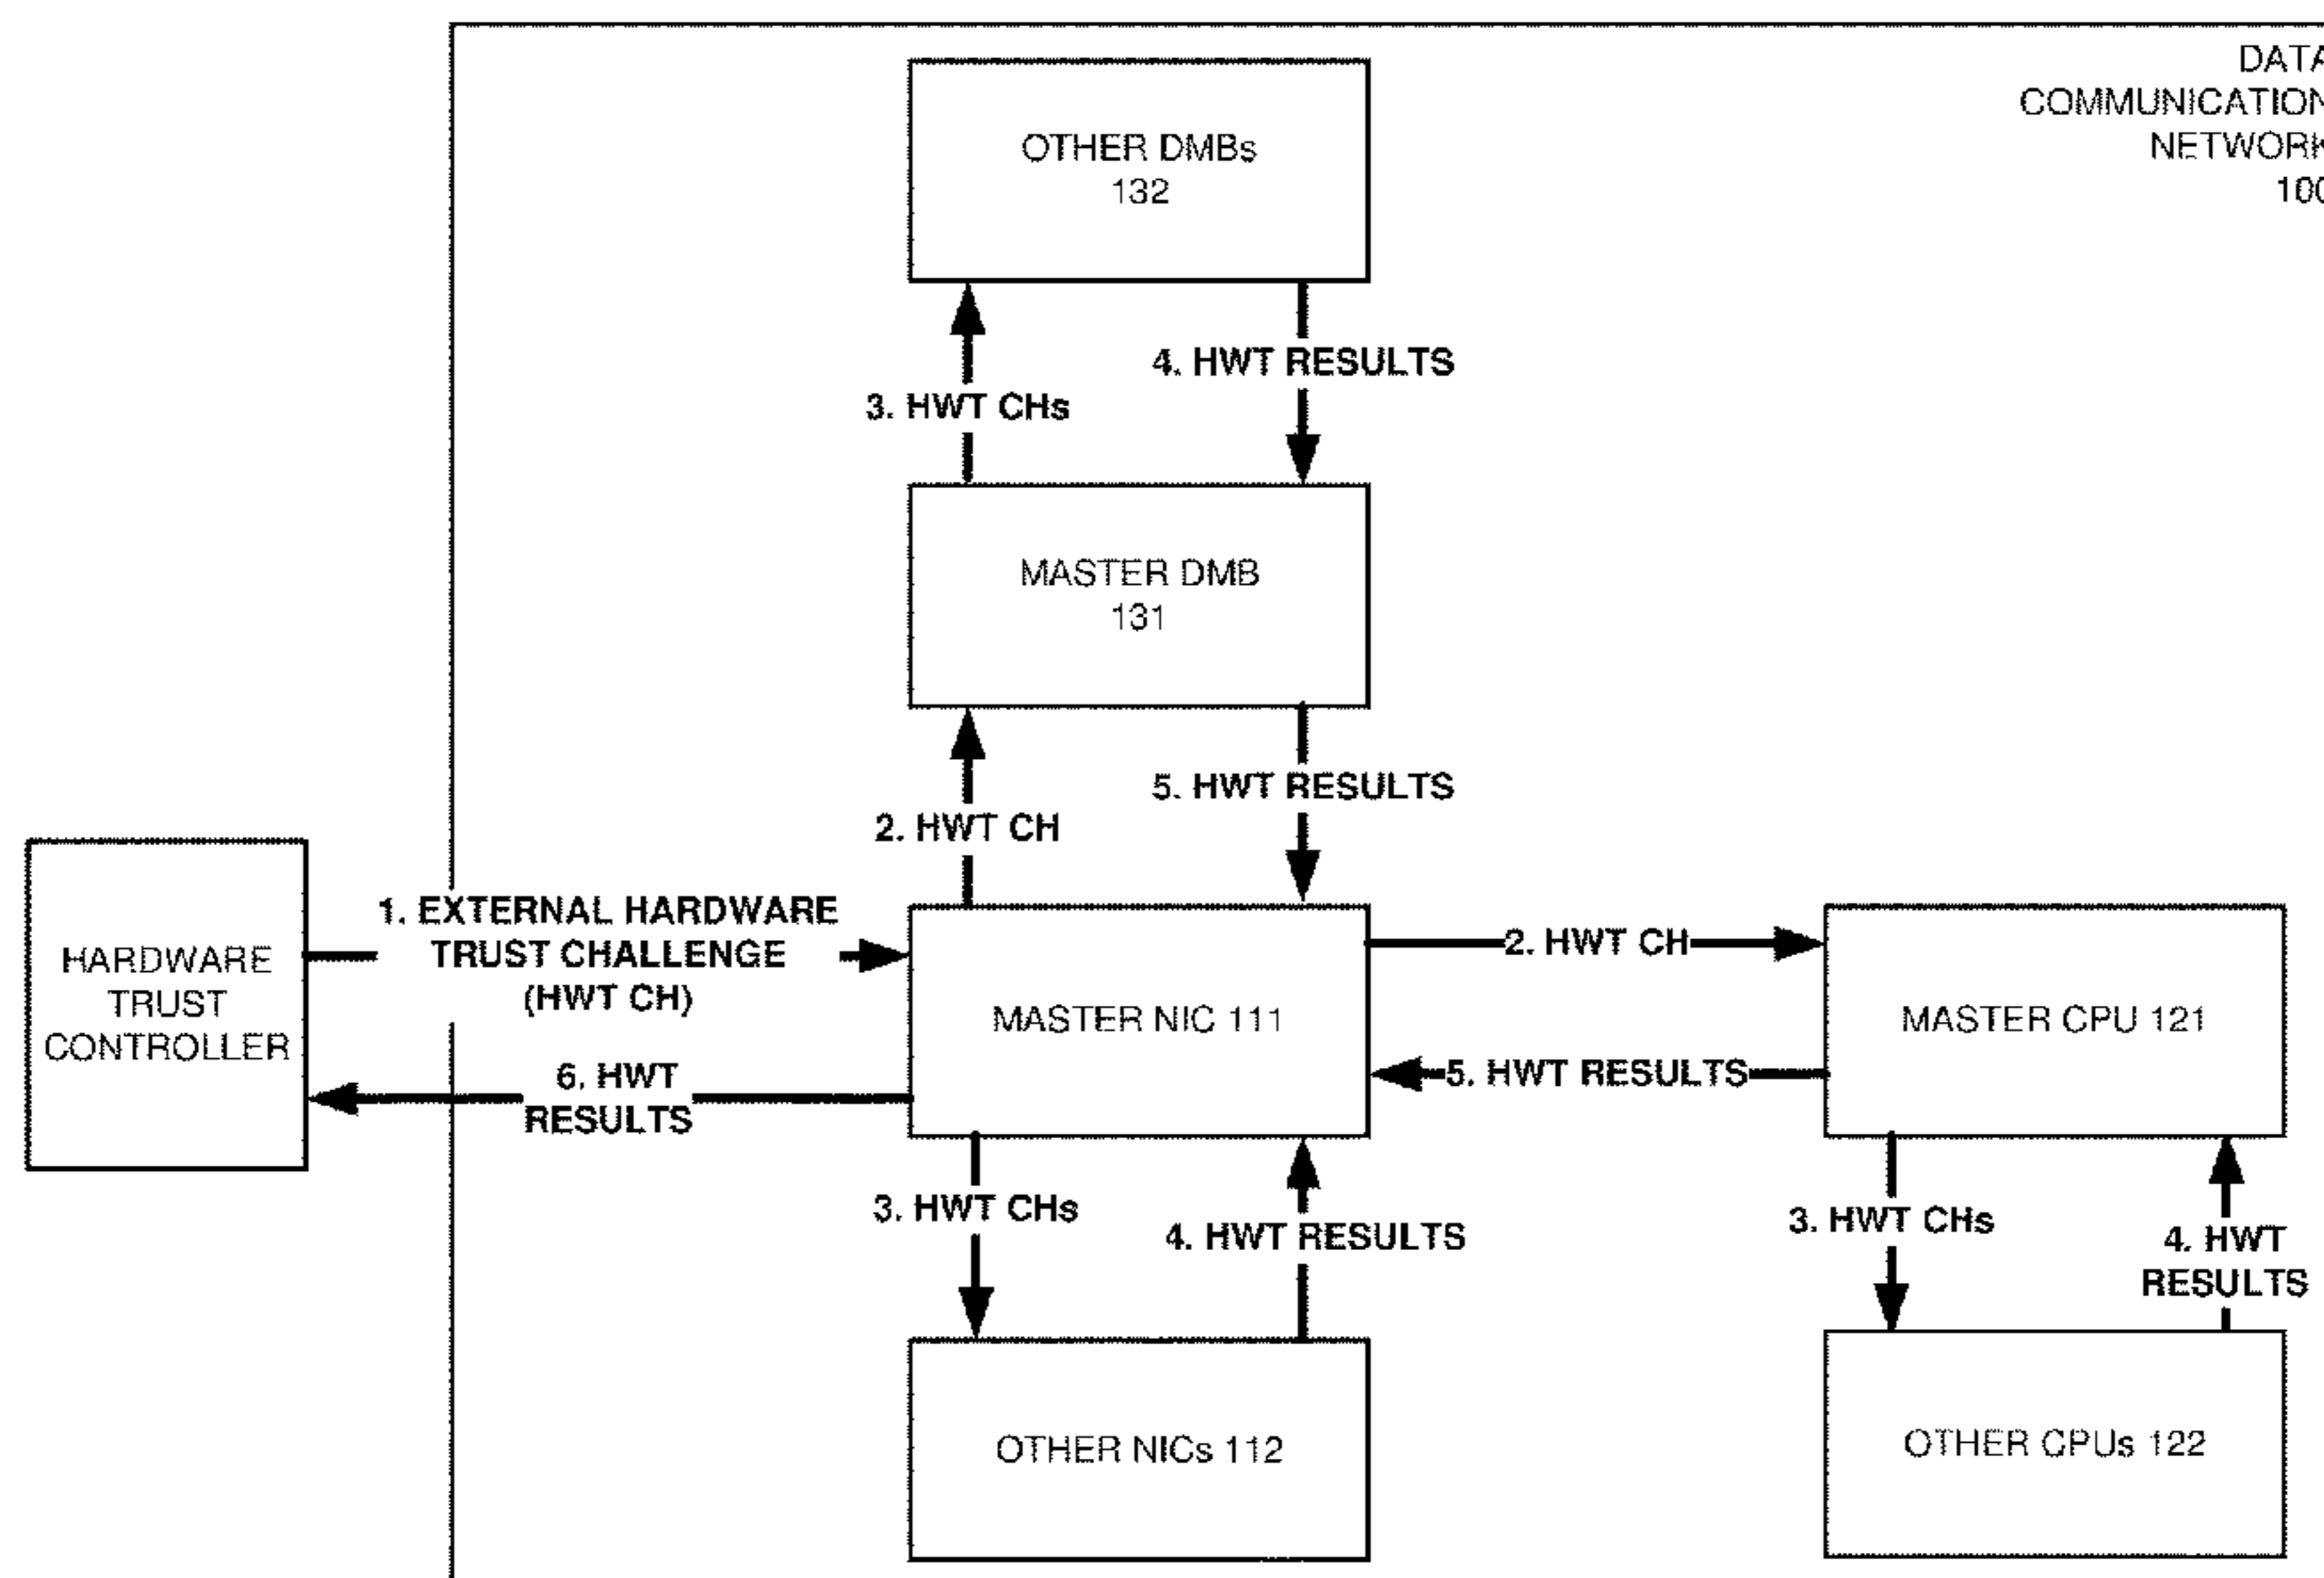 DATA
COMMUNICATION
NETWORK
100
OTHER DMBs
132
4. HWT RESULTS
3. HWT CHs
MASTER DMB
131
5. HWT RESULTS
2. HWT CH
HARDWARE
TRUST
CONTROLLER
1. EXTERNAL HARDWARE
TRUST CHALLENGE
(HWT CH)
6. HWT
RESULTS
MASTER NIC 111
2. HWT CH
5. HWT RESULTS
MASTER CPU 121
3. HWT CHs
4. HWT RESULTS
3. HWT CHs
4. HWT
RESULTS
OTHER NICs 112
OTHER CPUs 122